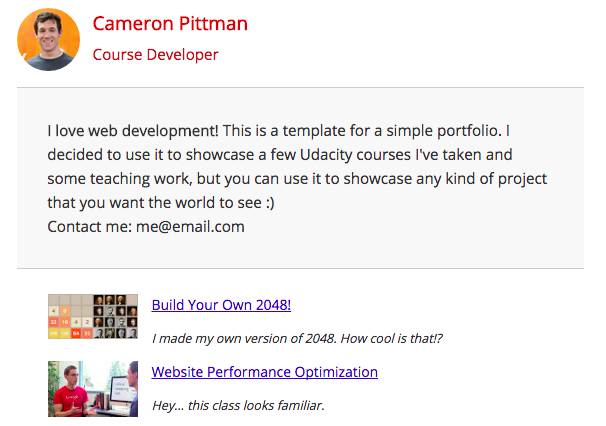 Cameron Pittman
Course Developer
I love web development! This is a template for a simple portfolio. I
decided to use it to showcase a few Udacity courses I've taken and
some teaching work, but you can use it to showcase any kind of project
that you want the world to see :)
Contact me: me@email.com
Build Your Own 2048!
I made my own version of 2048. How cool is that!?
Website Performance Optimization
Hey... this class looks familiar.